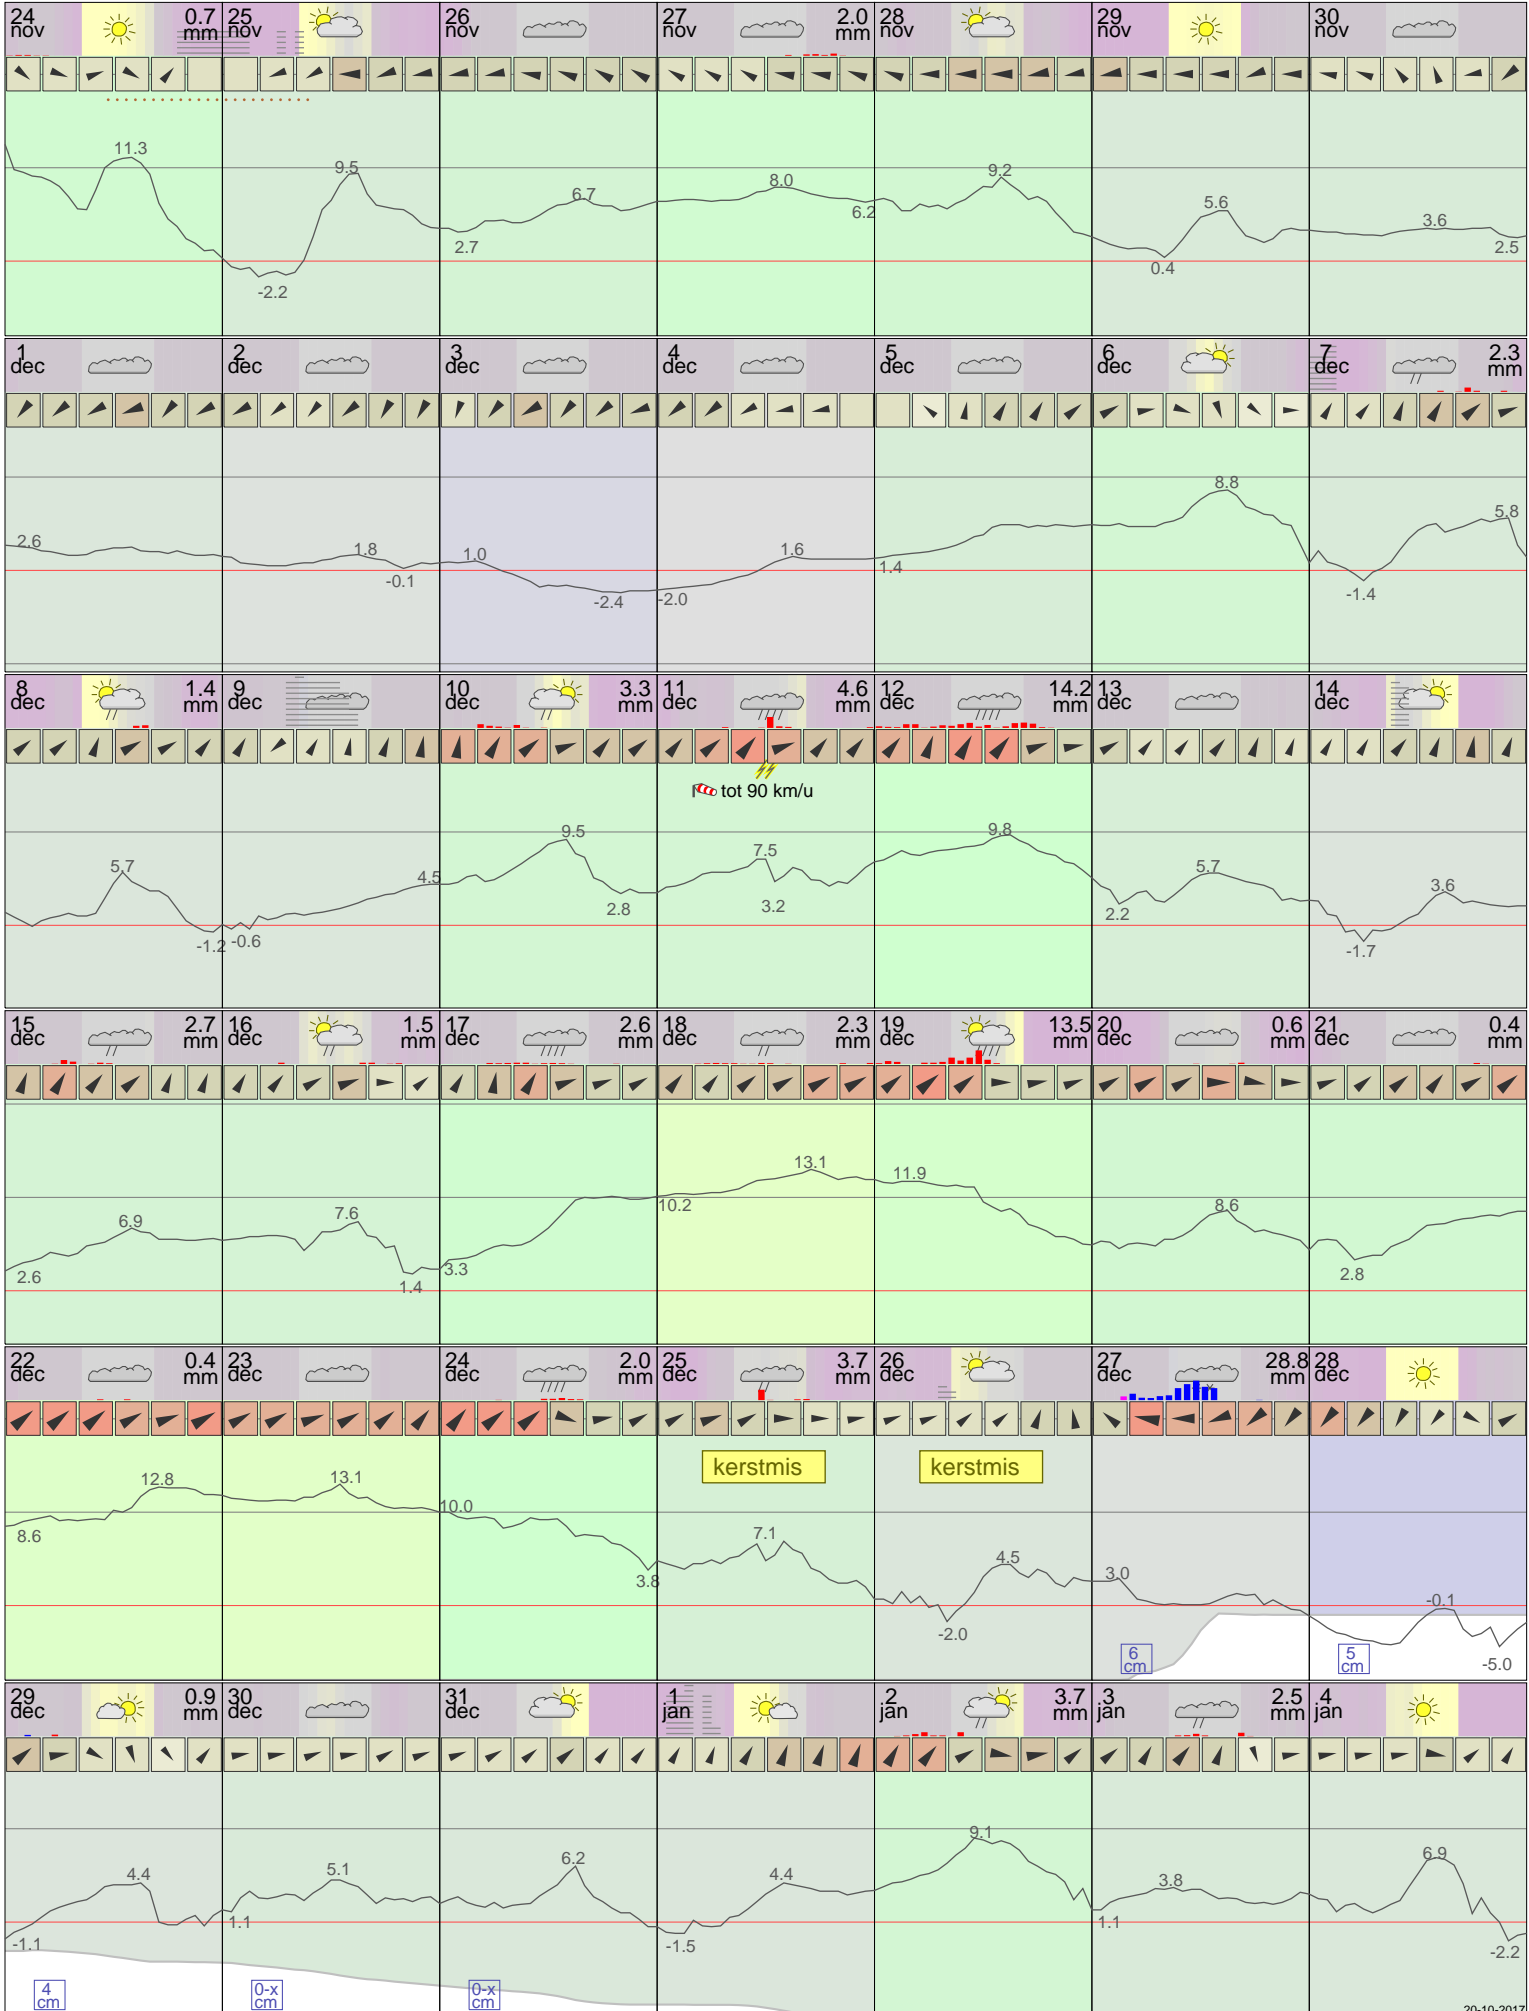 24 nov 0.7 mm
25 nov
26 nov
27 nov 2.0 mm
28 nov
29 nov
30 nov
11.3
-2.2
9.5
2.7
6.7
8.0
6.2
9.2
0.4
5.6
3.6
2.5
1 dec
2 dec
3 dec
4 dec
5 dec
6 dec
7 dec 2.3 mm
2.6
1.8
-0.1
1.0
-2.4
-2.0
1.6
1.4
8.8
-1.4
5.8
8 dec 1.4 mm
9 dec
10 dec 3.3 mm
11 dec 4.6 mm
12 dec 14.2 mm
13 dec
14 dec
tot 90 km/u
5.7
-1.2
-0.6
4.5
9.5
2.8
7.5
3.2
9.8
2.2
5.7
-1.7
3.6
15 dec 2.7 mm
16 dec 1.5 mm
17 dec 2.6 mm
18 dec 2.3 mm
19 dec 13.5 mm
20 dec 0.6 mm
21 dec 0.4 mm
2.6
6.9
7.6
1.4
3.3
10.2
13.1
11.9
8.6
2.8
22 dec 0.4 mm
23 dec
24 dec 2.0 mm
25 dec 3.7 mm
26 dec
27 dec 28.8 mm
28 dec
kerstmis
kerstmis
8.6
12.8
13.1
10.0
3.8
7.1
-2.0
4.5
3.0
-0.1
-5.0
6 cm
5 cm
29 dec 0.9 mm
30 dec
31 dec
1 jan
2 jan 3.7 mm
3 jan 2.5 mm
4 jan
-1.1
4.4
1.1
5.1
6.2
-1.5
4.4
9.1
1.1
3.8
6.9
-2.2
4 cm
0-x cm
0-x cm
20-10-2017